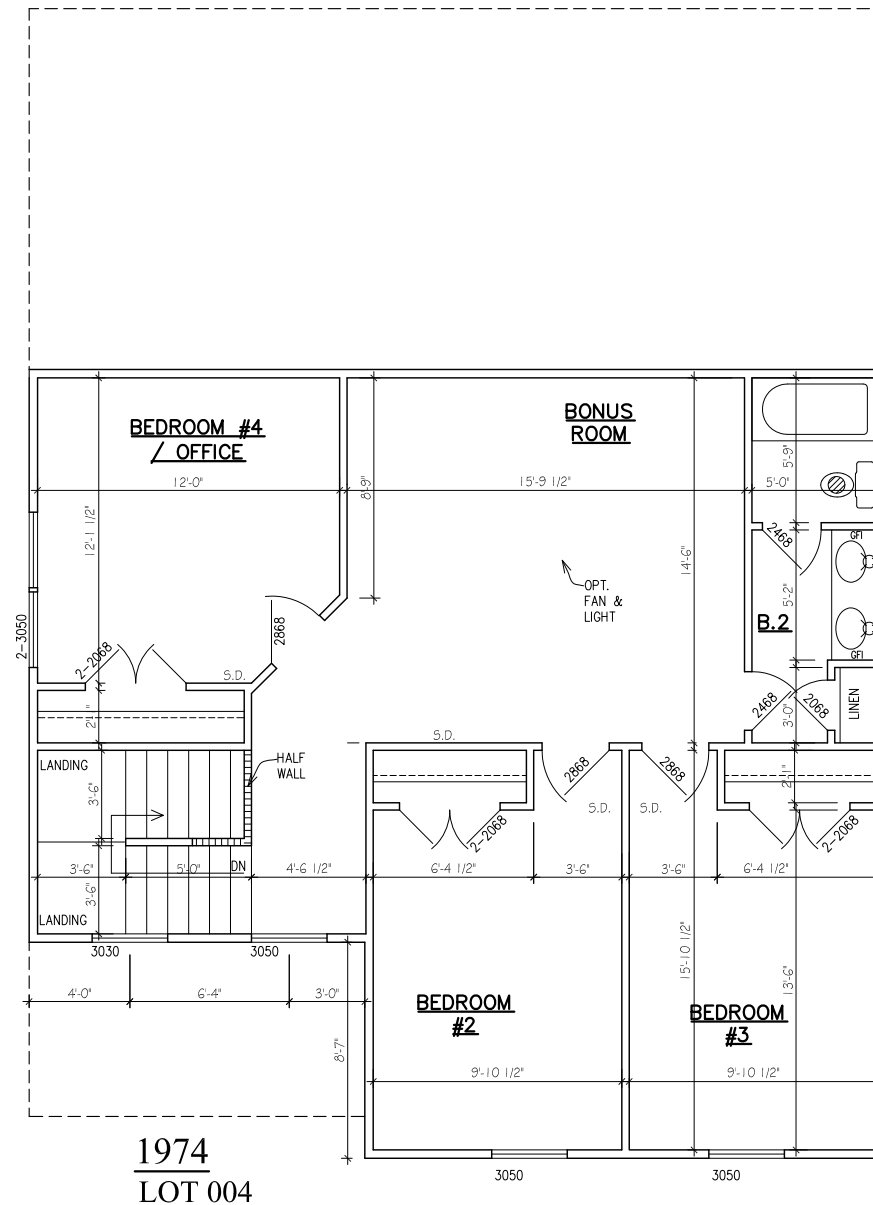 BEDROOM #4
/ OFFICE
BONUS
ROOM
12'-0"
15'-9 1/2"
5'-0"
5'-9"
8'-9"
12'-1 1/2"
14'-6"
2468
GFI
5'-2"
OPT.
FAN &
LIGHT
B.2
GFI
2-3050
2868
2-2068
S.D.
2468
2068
3'-0"
LINEN
2'-1"
S.D.
LANDING
HALF
WALL
3'-6"
2868
2868
2'-1"
S.D.
S.D.
2-2068
2-2068
DN
3'-6"
5'-0"
4'-6 1/2"
6'-4 1/2"
3'-6"
3'-6"
6'-4 1/2"
3'-6"
LANDING
3030
3050
15'-10 1/2"
13'-6"
4'-0"
6'-4"
3'-0"
BEDROOM
#2
BEDROOM
#3
8'-7"
9'-10 1/2"
9'-10 1/2"
1974
LOT 004
3050
3050